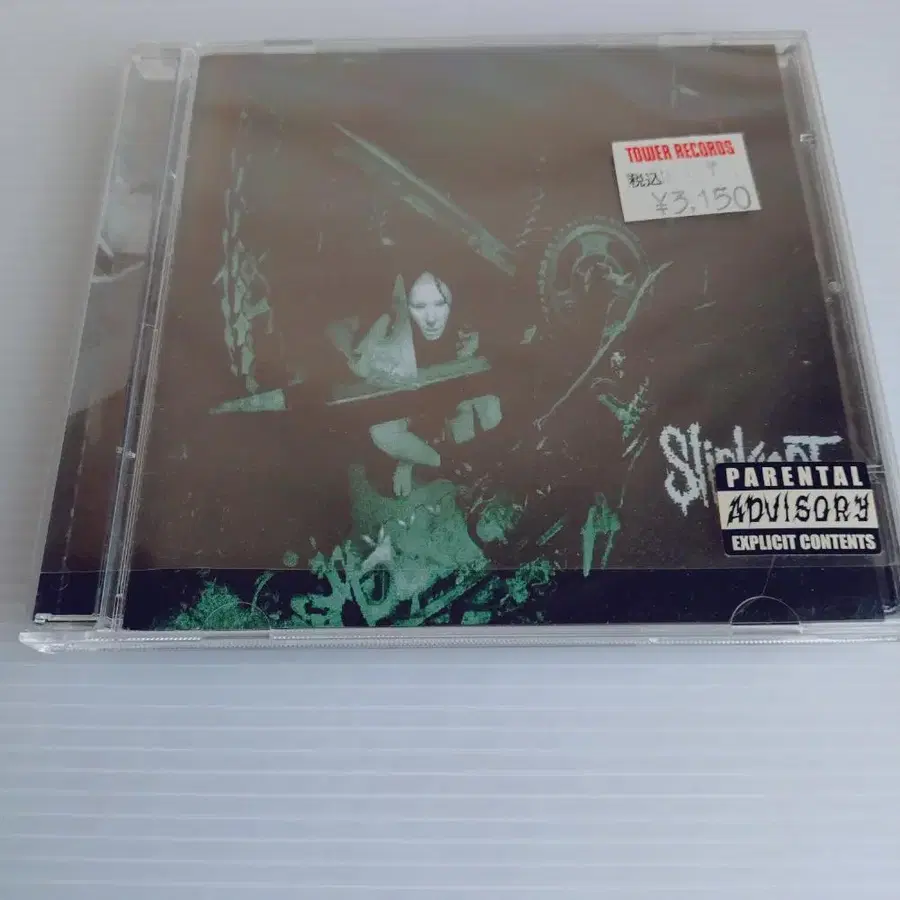 TOWER RECORDS
税込
¥3,150
Slipknot
PARENTAL
ADVISORY
EXPLICIT CONTENTS